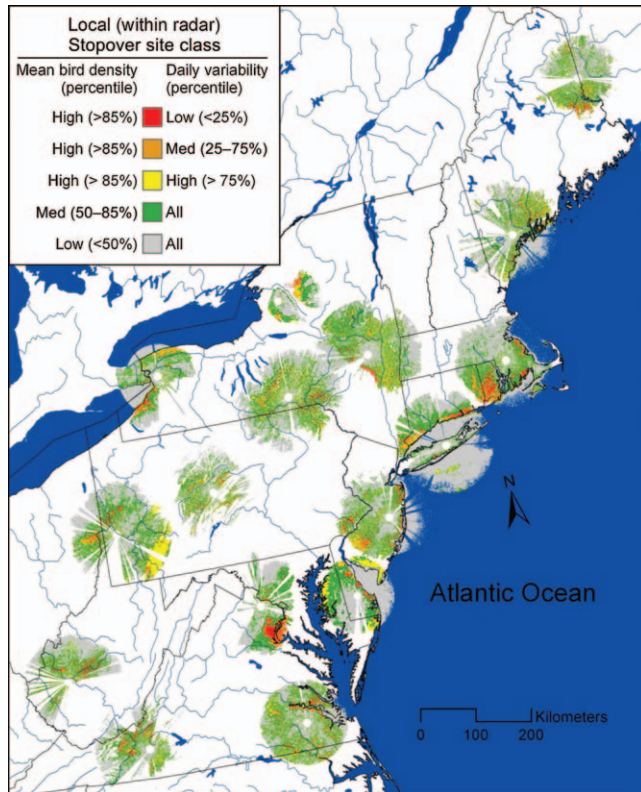 Local (within radar)
Stopover site class
Mean bird density Daily variability
(percentile) (percentile)
High (>85%) Low (<25%)
High (>85%) Med (25–75%)
High (> 85%) High (> 75%)
Med (50–85%) All
Low (<50%) All
N
Atlantic Ocean
Kilometers
0 100 200